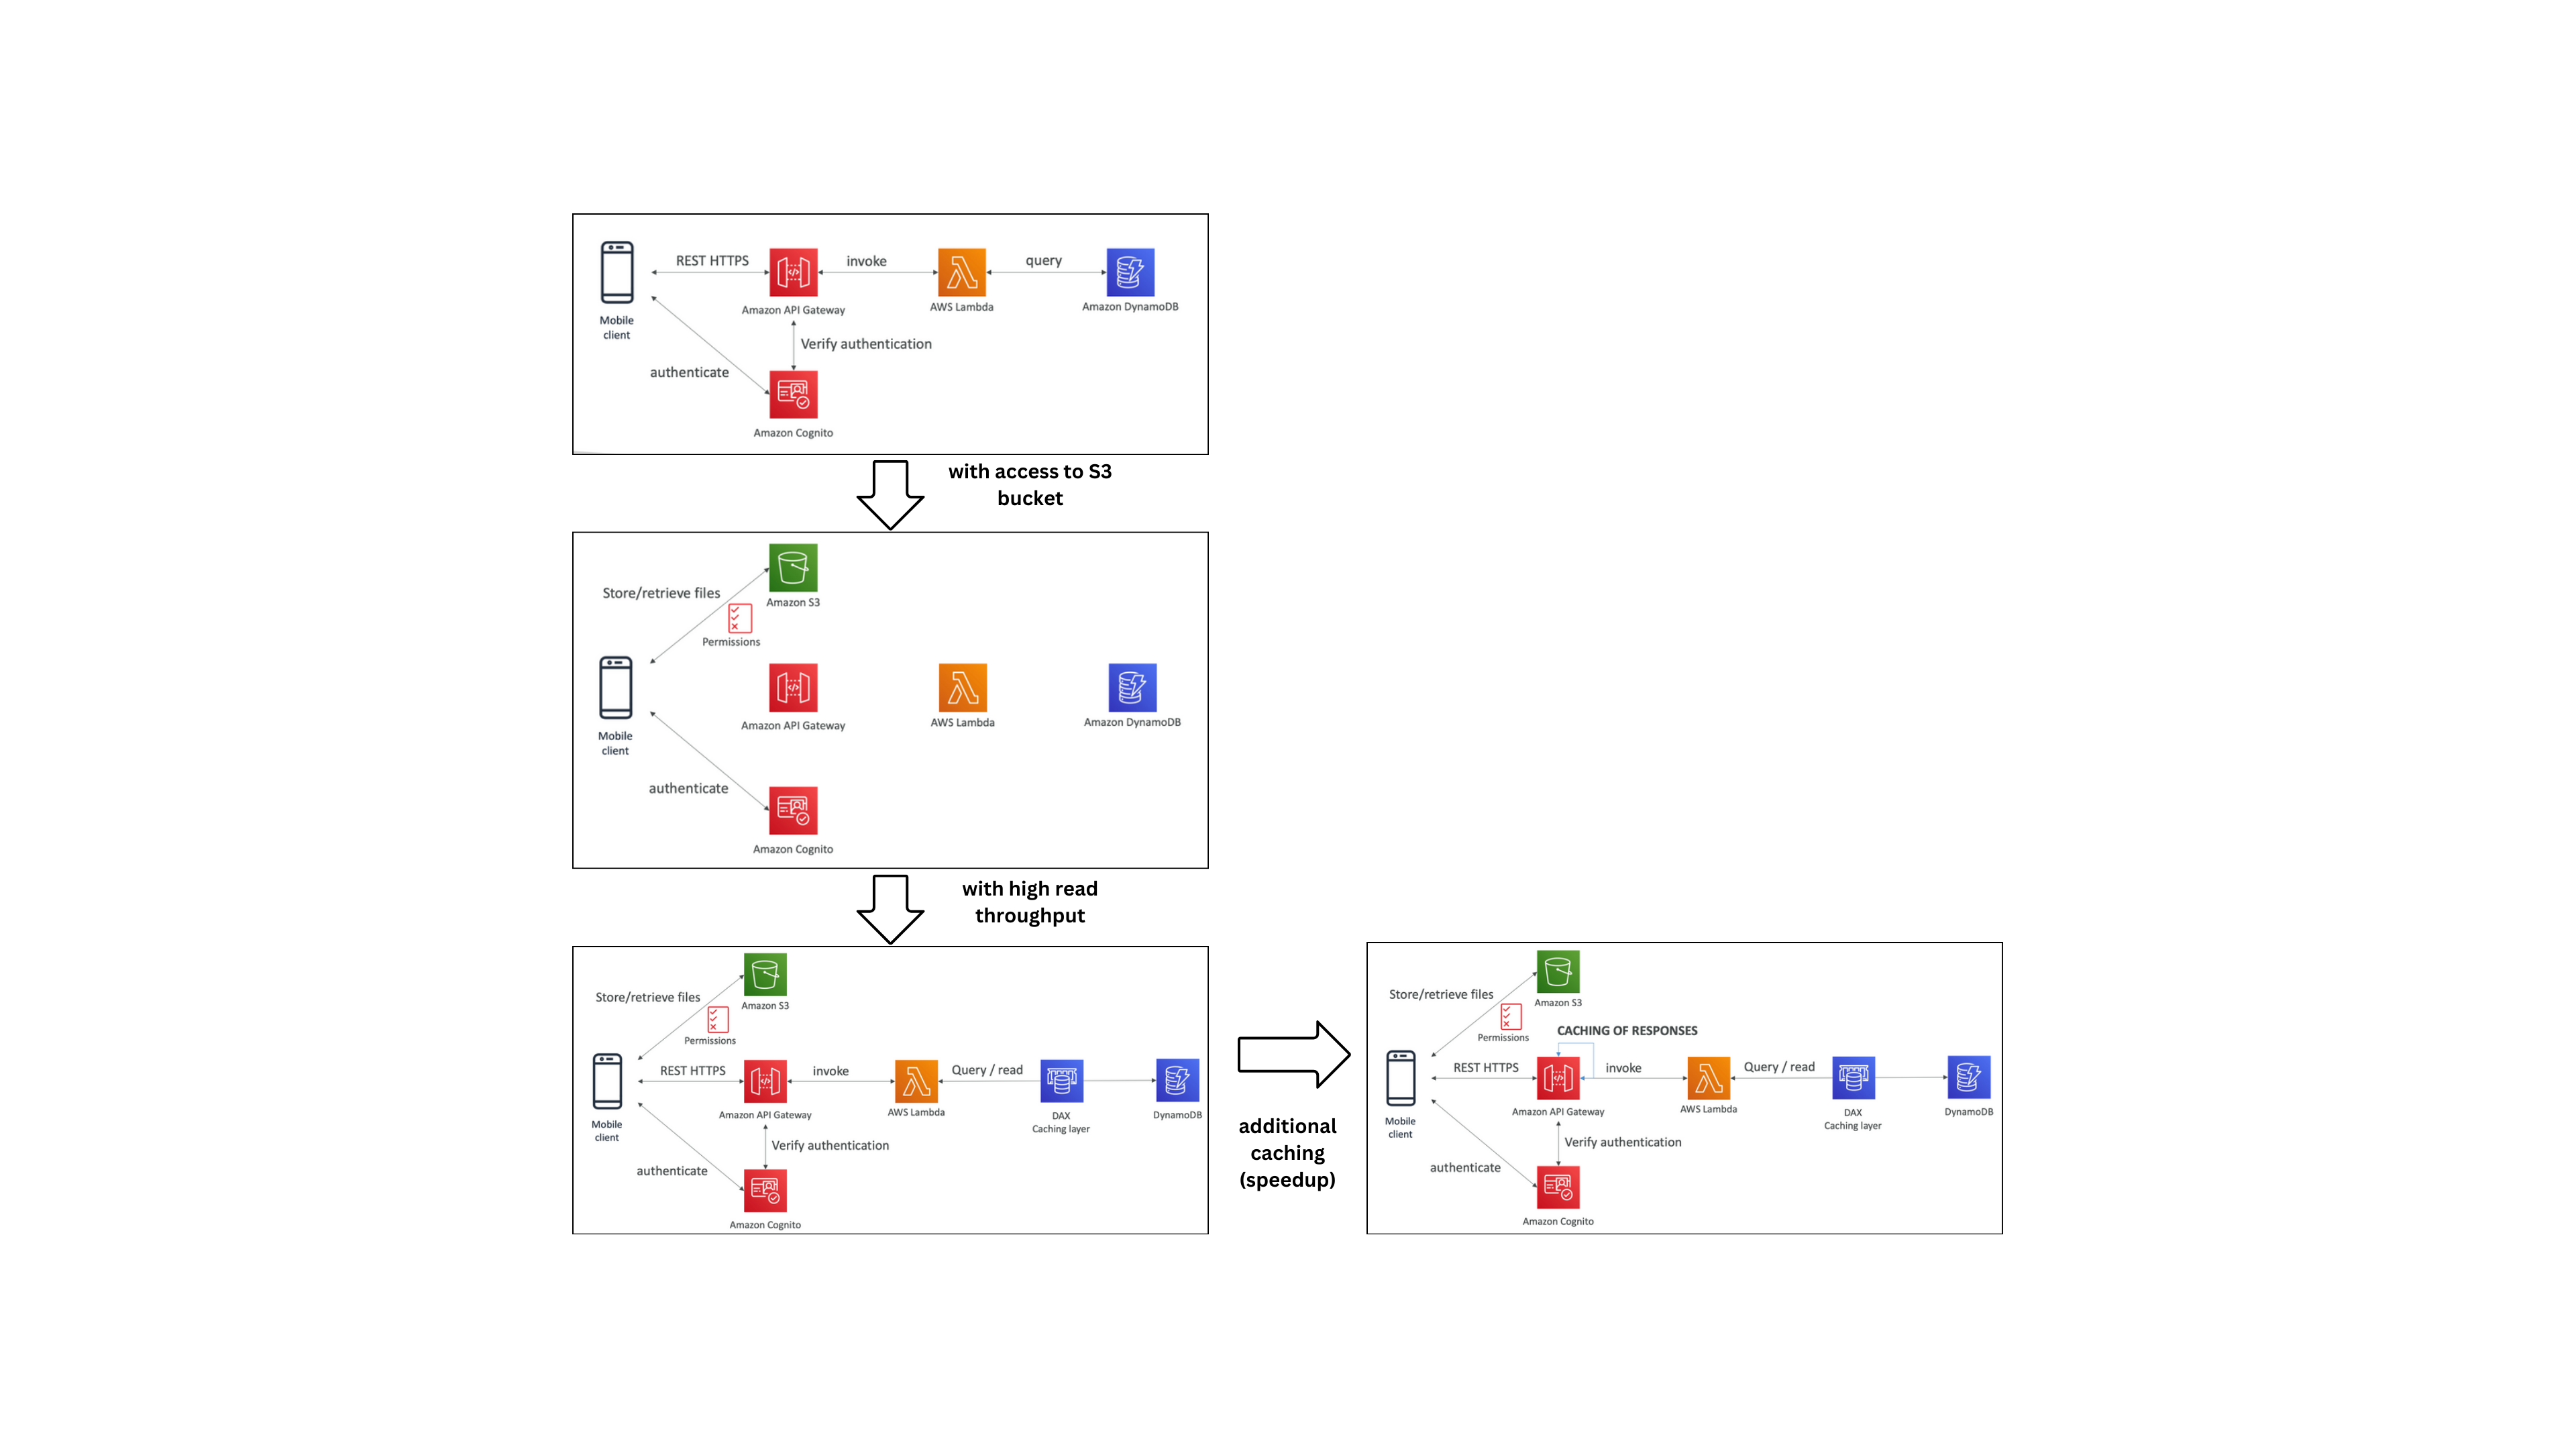 REST HTTPS
invoke
query
Amazon API Gateway
AWS Lambda
Amazon DynamoDB
Mobile
client
Verify authentication
authenticate
Amazon Cognito
with access to S3
bucket
Store/retrieve files
Amazon S3
Permissions
Amazon API Gateway
AWS Lambda
Amazon DynamoDB
Mobile
client
authenticate
Amazon Cognito
with high read
throughput
Store/retrieve files
Amazon S3
Permissions
REST HTTPS
invoke
Query / read
Amazon API Gateway
AWS Lambda
DAX
Caching layer
DynamoDB
Mobile
client
Verify authentication
authenticate
Amazon Cognito
additional
caching
(speedup)
Store/retrieve files
Amazon S3
Permissions
CACHING OF RESPONSES
REST HTTPS
invoke
Query / read
Amazon API Gateway
AWS Lambda
DAX
Caching layer
DynamoDB
Mobile
client
Verify authentication
authenticate
Amazon Cognito